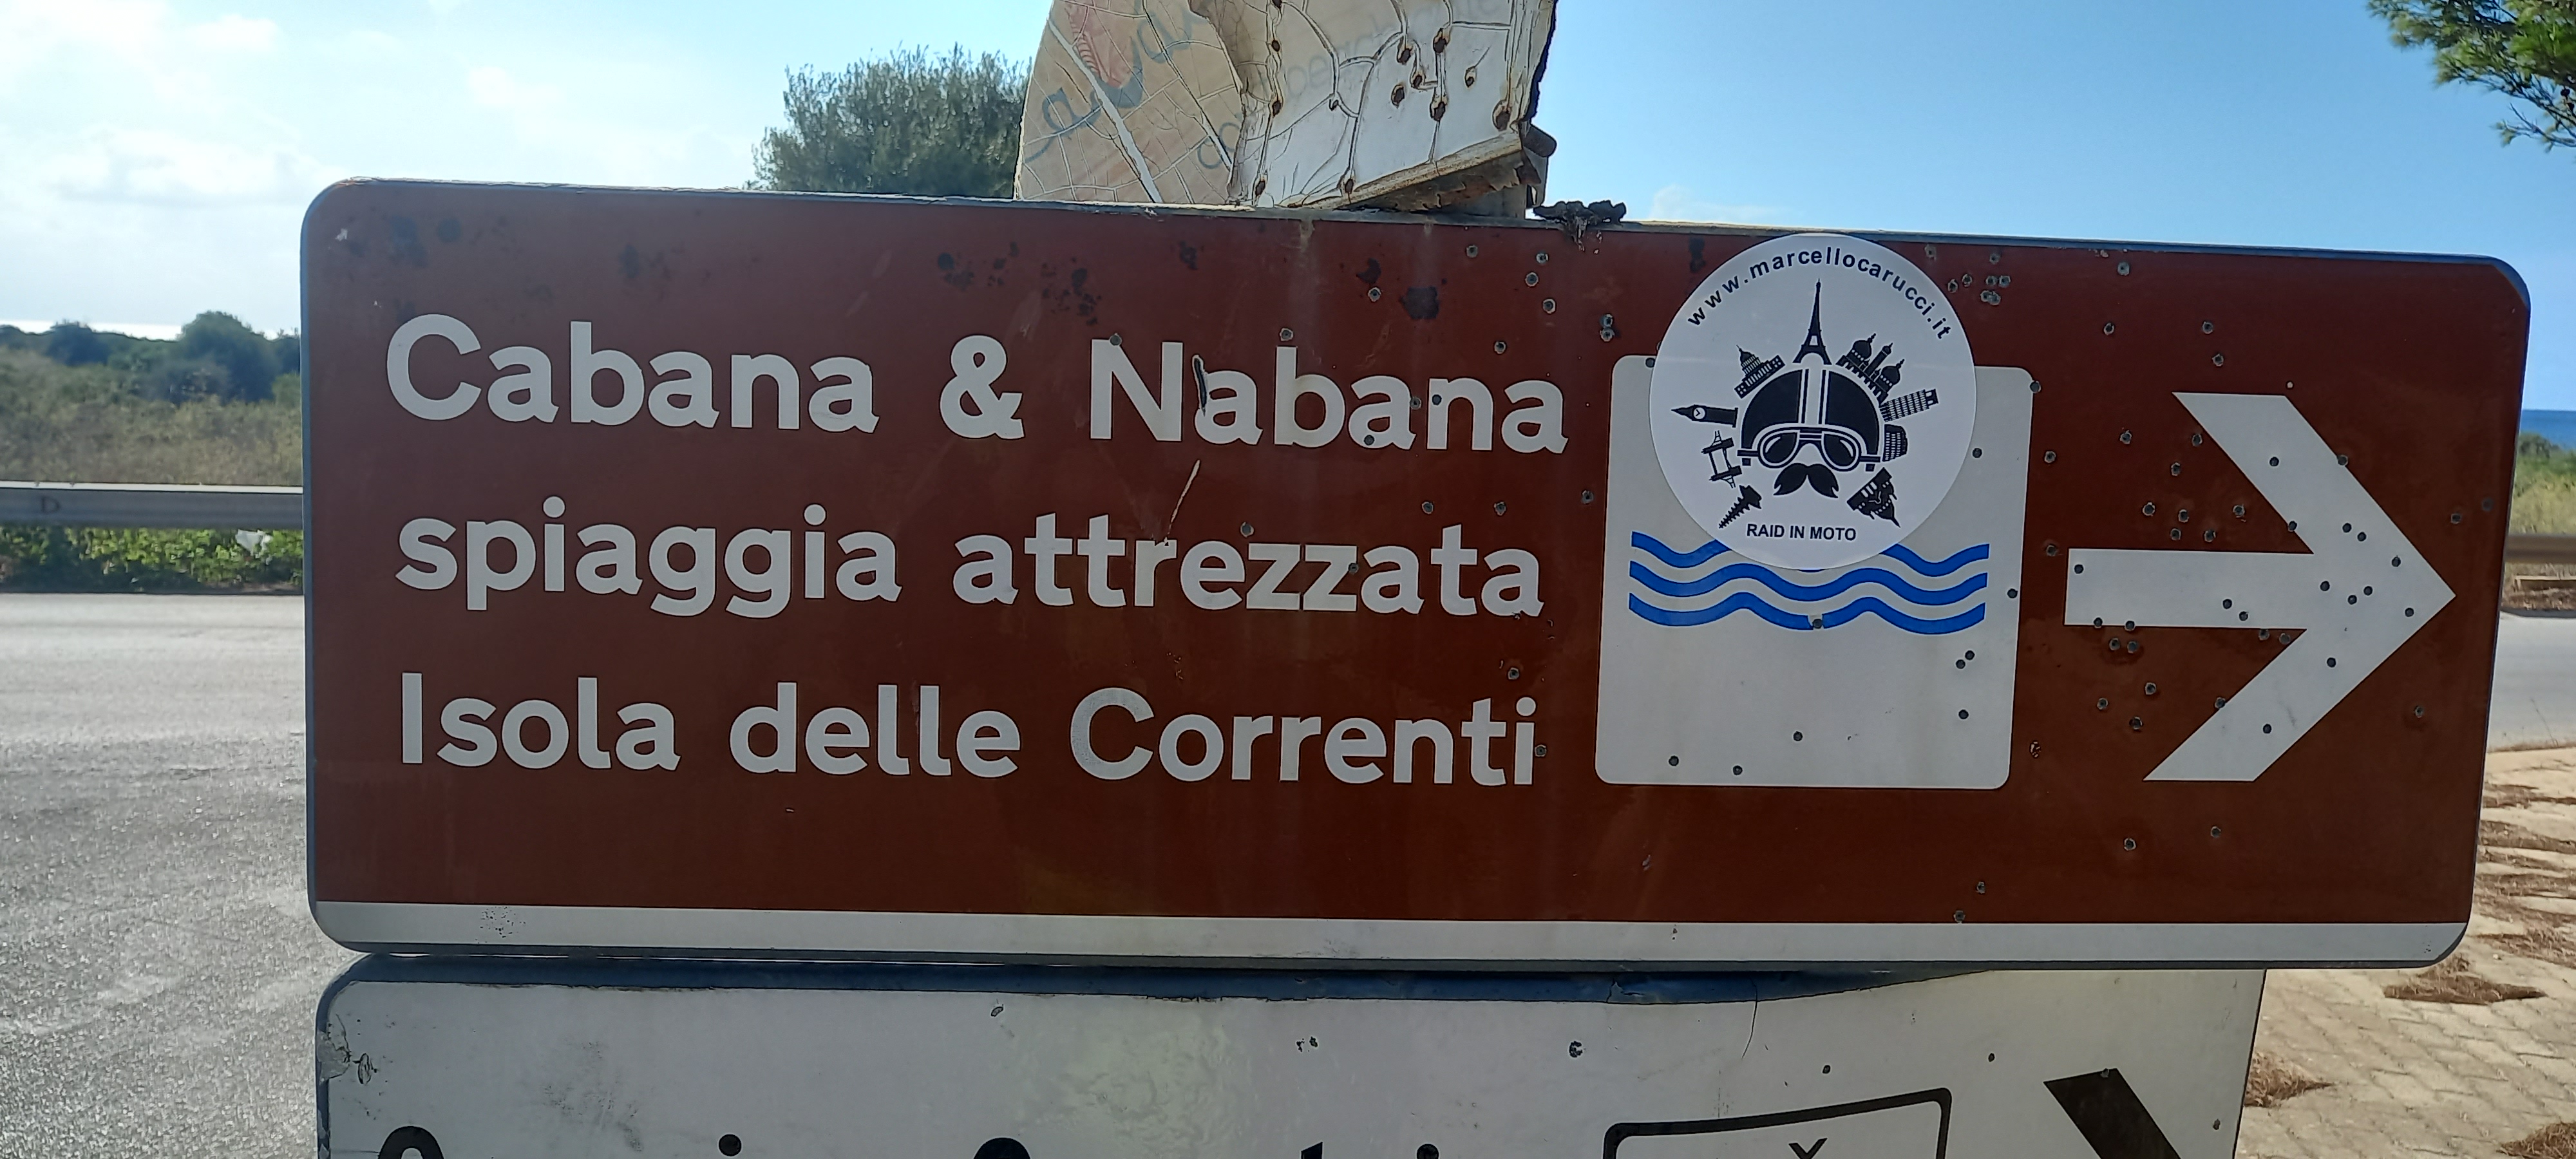 Cabana & Nabana
spiaggia attrezzata
Isola delle Correnti
www.marcellocarucci.it
RAID IN MOTO